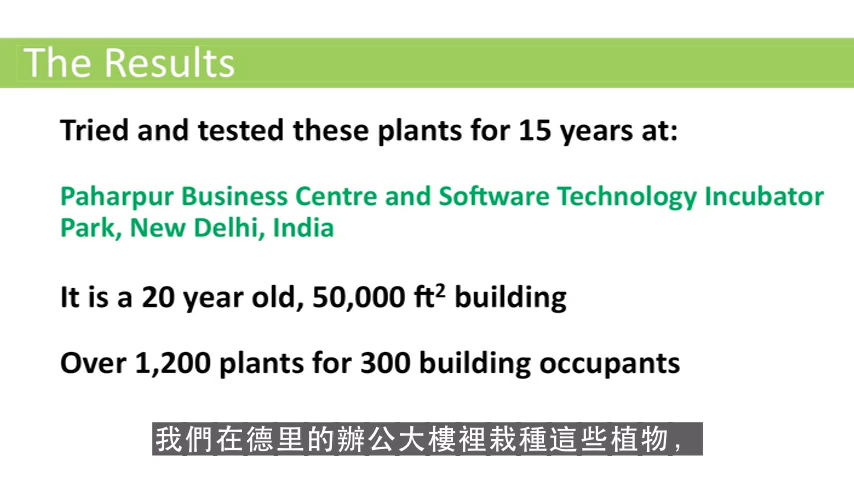 The Results
Tried and tested these plants for 15 years at:
Paharpur Business Centre and Software Technology Incubator
Park, New Delhi, India
It is a 20 year old, 50,000 ft² building
Over 1,200 plants for 300 building occupants
我們在德里的辦公大樓裡栽種這些植物，